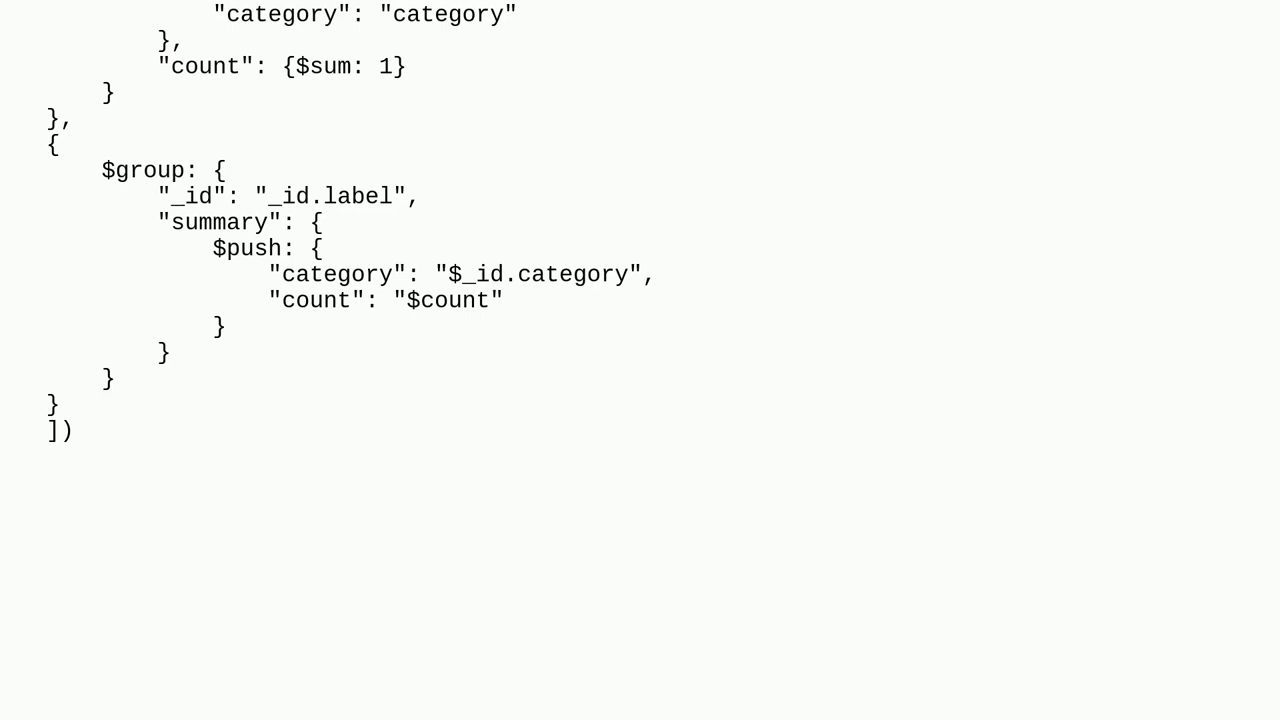 "category": "category"
},
"count": {$sum: 1}
}
},
{
$group: {
"_id": "_id.label",
"summary": {
$push: {
"category": "$_id.category",
"count": "$count"
}
}
}
}
])